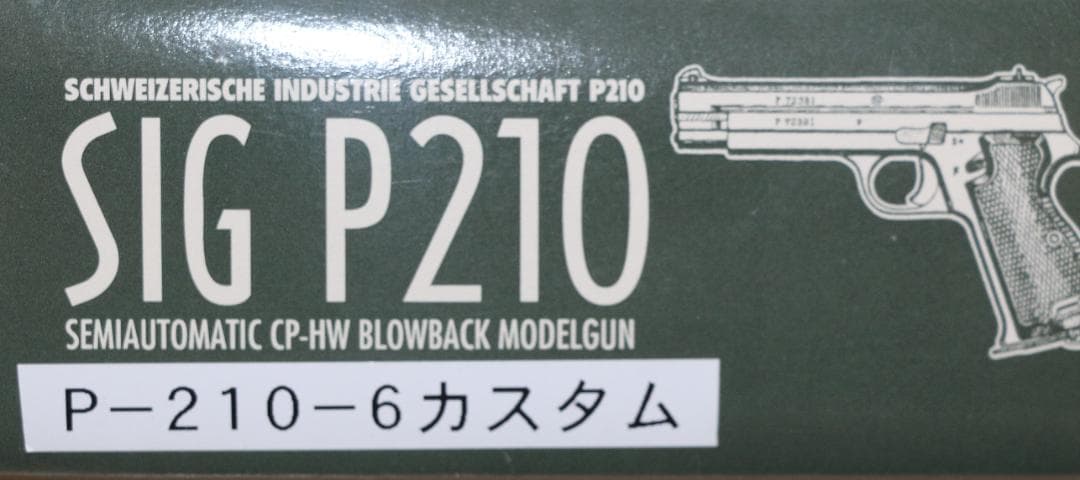 SCHWEIZERISCHE INDUSTRIE GESELLSCHAFT P210
SIG P210
SEMIAUTOMATIC CP-HW BLOWBACK MODELGUN
P－210－6カスタム